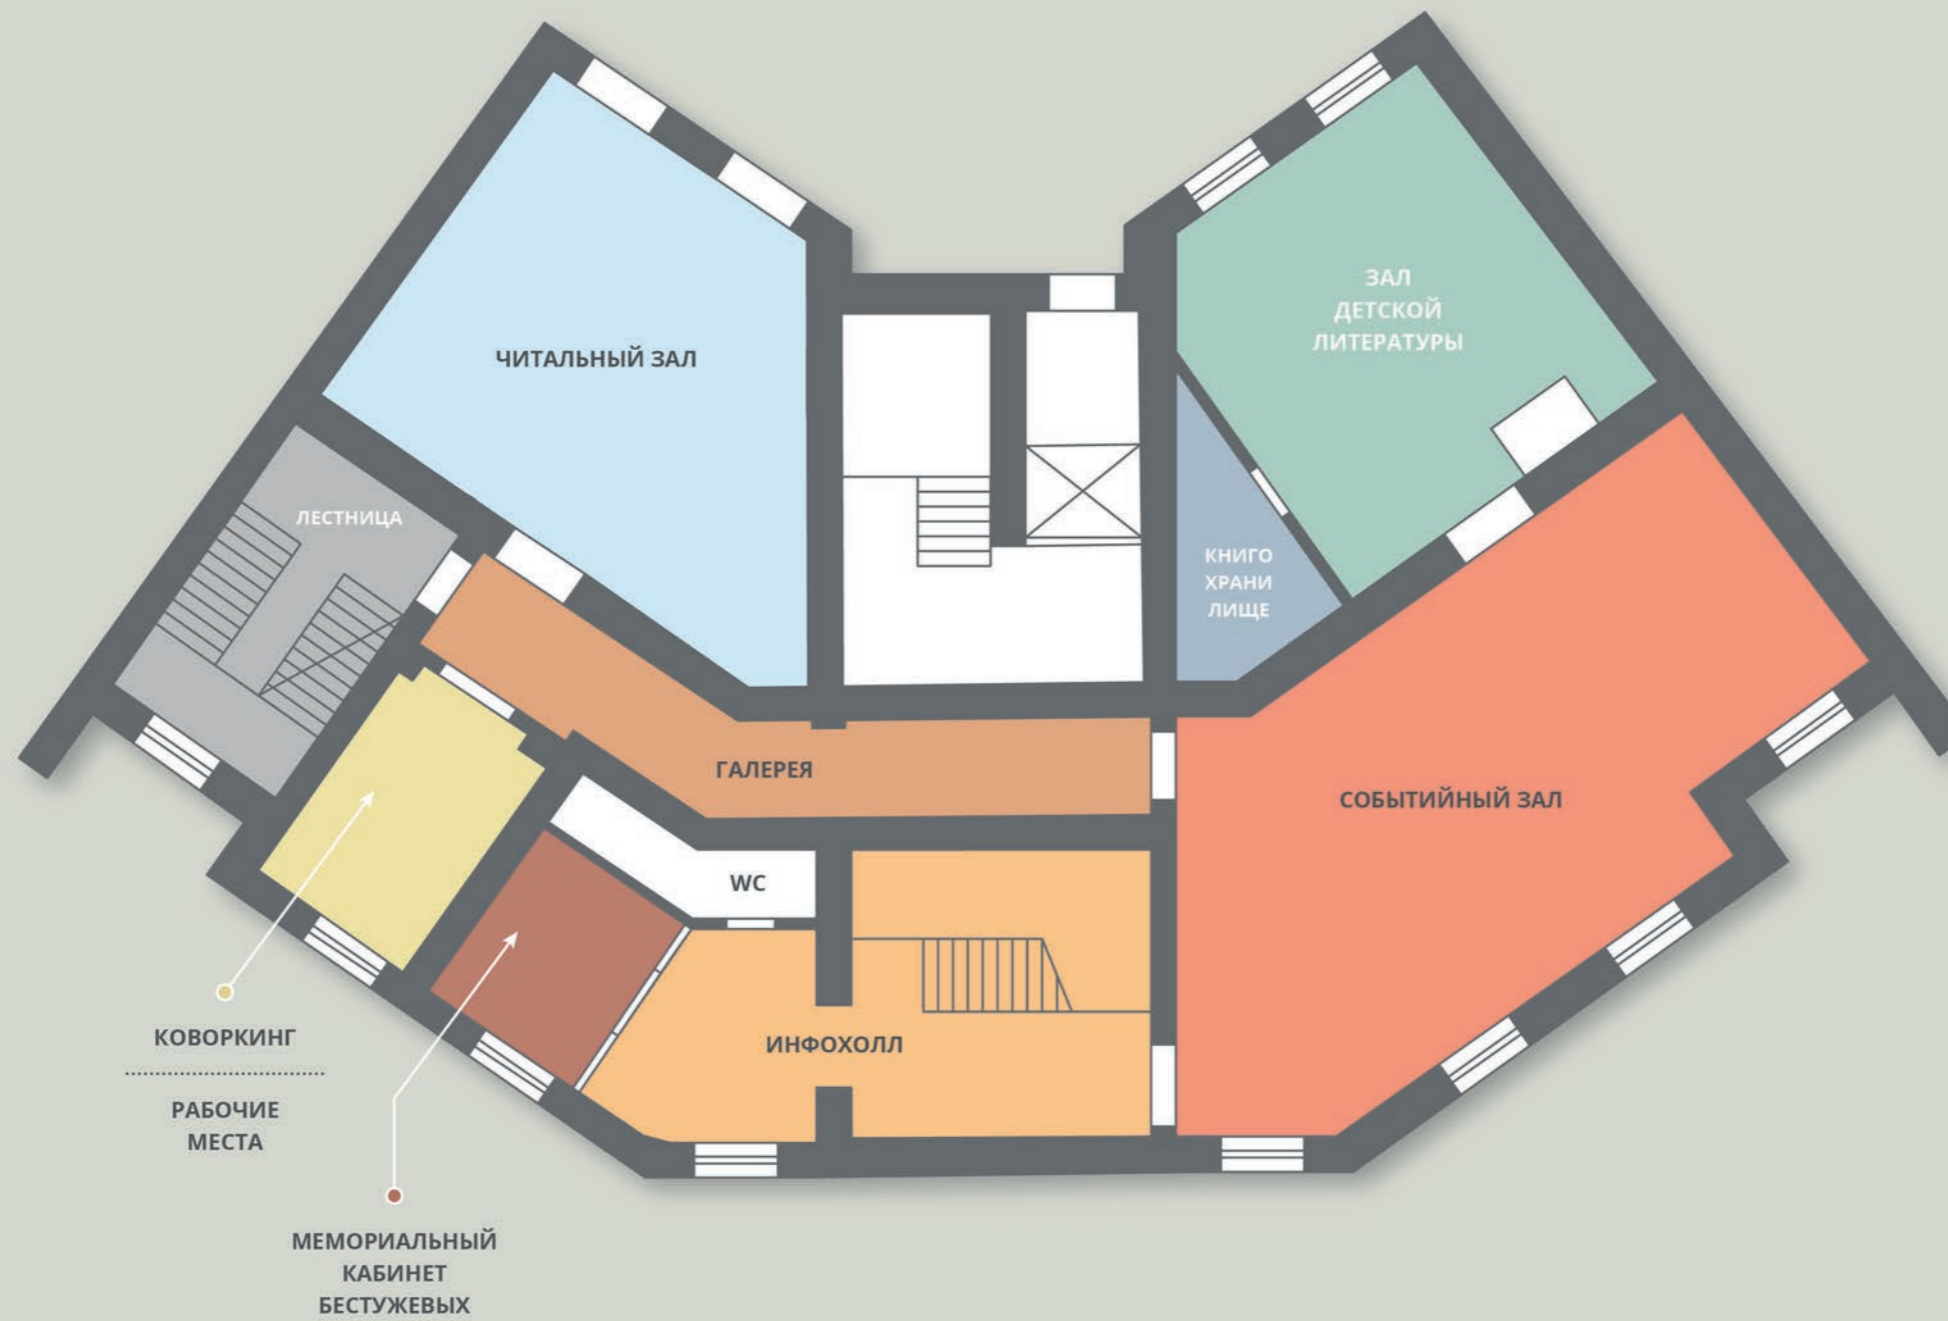 ЧИТАЛЬНЫЙ ЗАЛ
ЗАЛ
ДЕТСКОЙ
ЛИТЕРАТУРЫ
ЛЕСТНИЦА
КНИГО
ХРАНИ
ЛИЩЕ
ГАЛЕРЕЯ
СОБЫТИЙНЫЙ ЗАЛ
WC
ИНФОХОЛЛ
КОВОРКИНГ
РАБОЧИЕ
МЕСТА
МЕМОРИАЛЬНЫЙ
КАБИНЕТ
БЕСТУЖЕВЫХ